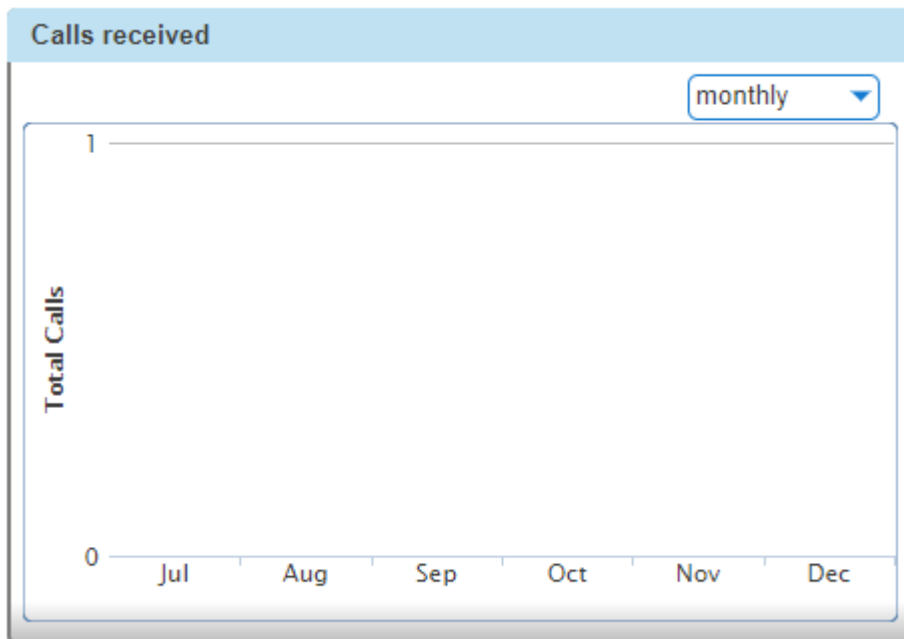 Calls received
monthly
1
Total Calls
0
Jul Aug Sep Oct Nov Dec